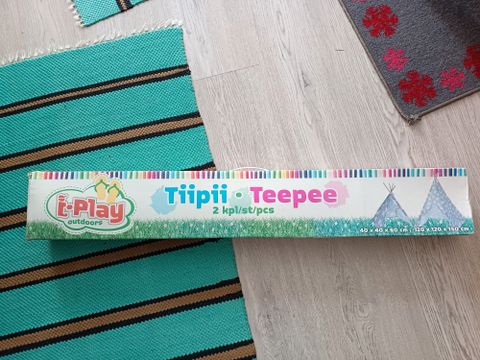 i-Play
outdoors
Tiipii • Teepee
2 kpl/st/pcs
40 x 40 x 60 cm / 120 x 120 x 140 cm